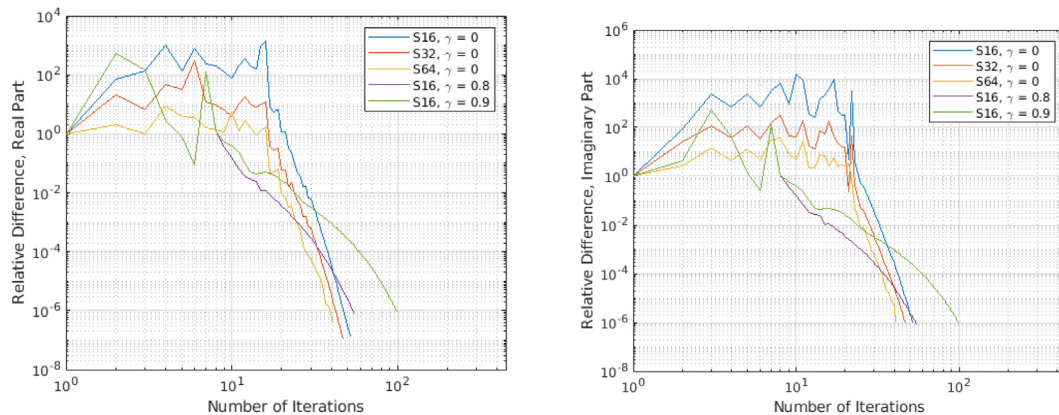 10^4
10^2
10^0
10^-2
10^-4
10^-6
10^-8
Relative Difference, Real Part
S16, γ = 0
S32, γ = 0
S64, γ = 0
S16, γ = 0.8
S16, γ = 0.9
10^0
10^1
10^2
Number of Iterations
10^6
10^4
10^2
10^0
10^-2
10^-4
10^-6
10^-8
Relative Difference, Imaginary Part
S16, γ = 0
S32, γ = 0
S64, γ = 0
S16, γ = 0.8
S16, γ = 0.9
10^0
10^1
10^2
Number of Iterations